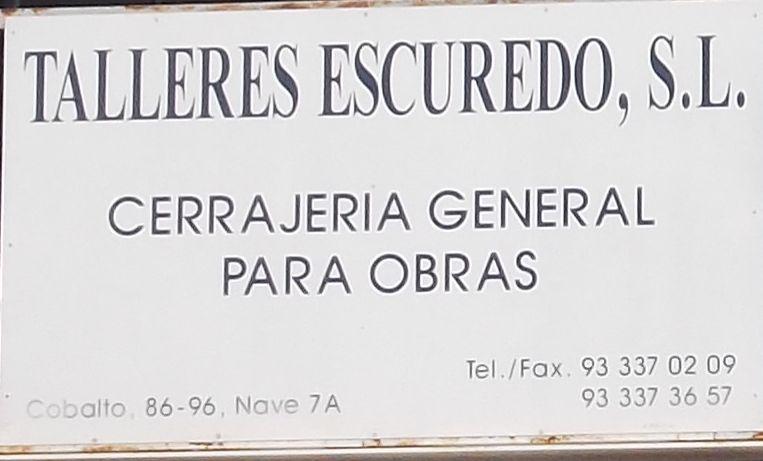 TALLERES ESCUREDO, S.L.
CERRAJERIA GENERAL
PARA OBRAS
Tel./Fax. 93 337 02 09
93 337 36 57
Cobalto, 86-96, Nave 7A